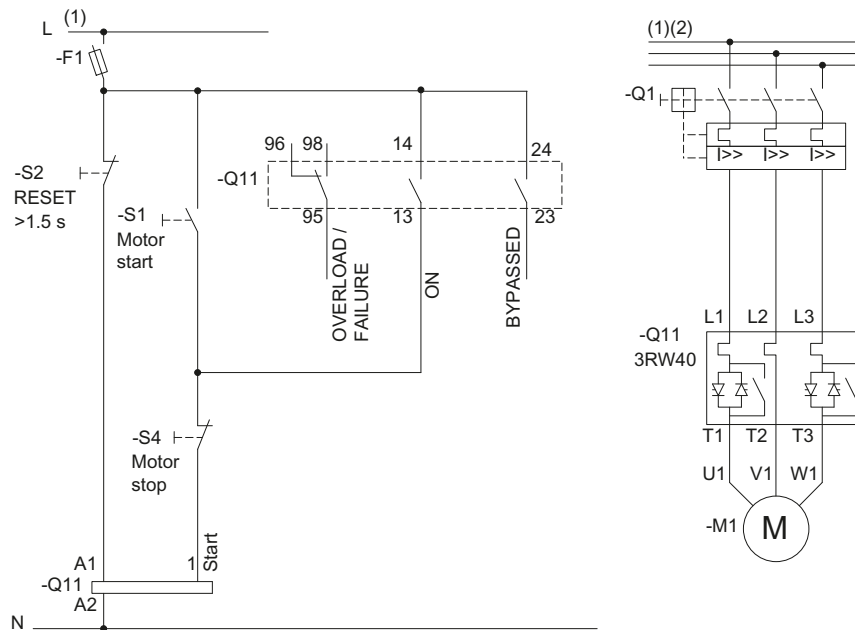 L (1)
-F1
-S2
RESET
>1.5 s
-S1
Motor
start
96 98 14 24
-Q11
95 13 23
OVERLOAD /
FAILURE
ON
BYPASSED
-S4
Motor
stop
A1 1 Start
-Q11
A2
N
(1)(2)
-Q1
I>> I>> I>>
L1 L2 L3
-Q11
3RW40
T1 T2 T3
U1 V1 W1
-M1 M